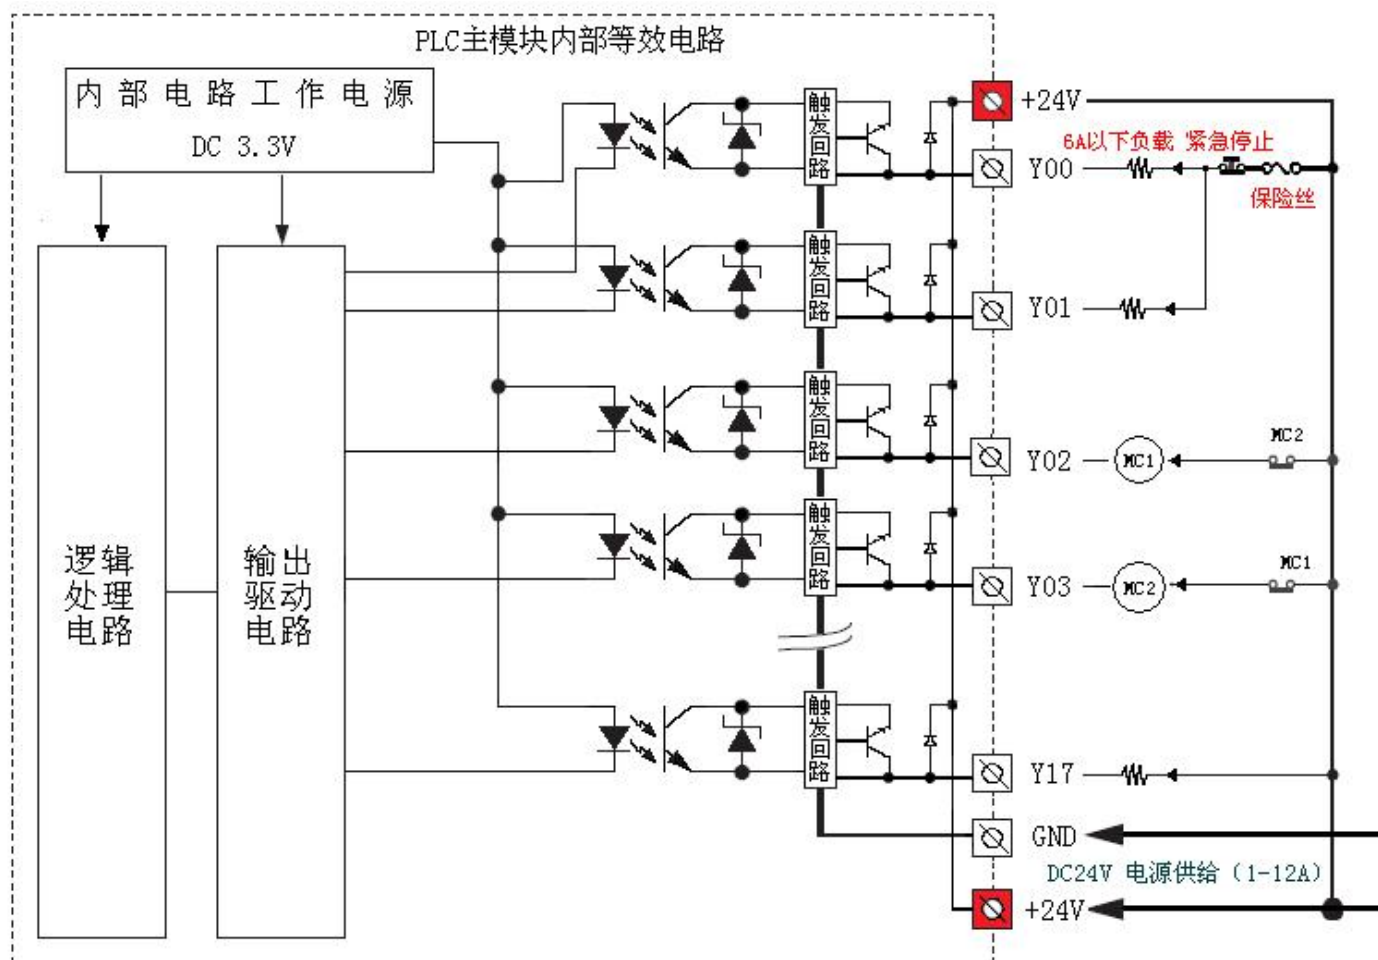 PLC主模块内部等效电路
内部电路工作电源
DC 3.3V
逻辑
处理
电路
输出
驱动
电路
触发回路
触发回路
触发回路
触发回路
触发回路
+24V
6A以下负载 紧急停止
Y00
保险丝
Y01
MC2
Y02
MC1
MC1
Y03
MC2
Y17
GND
DC24V 电源供给（1-12A）
+24V